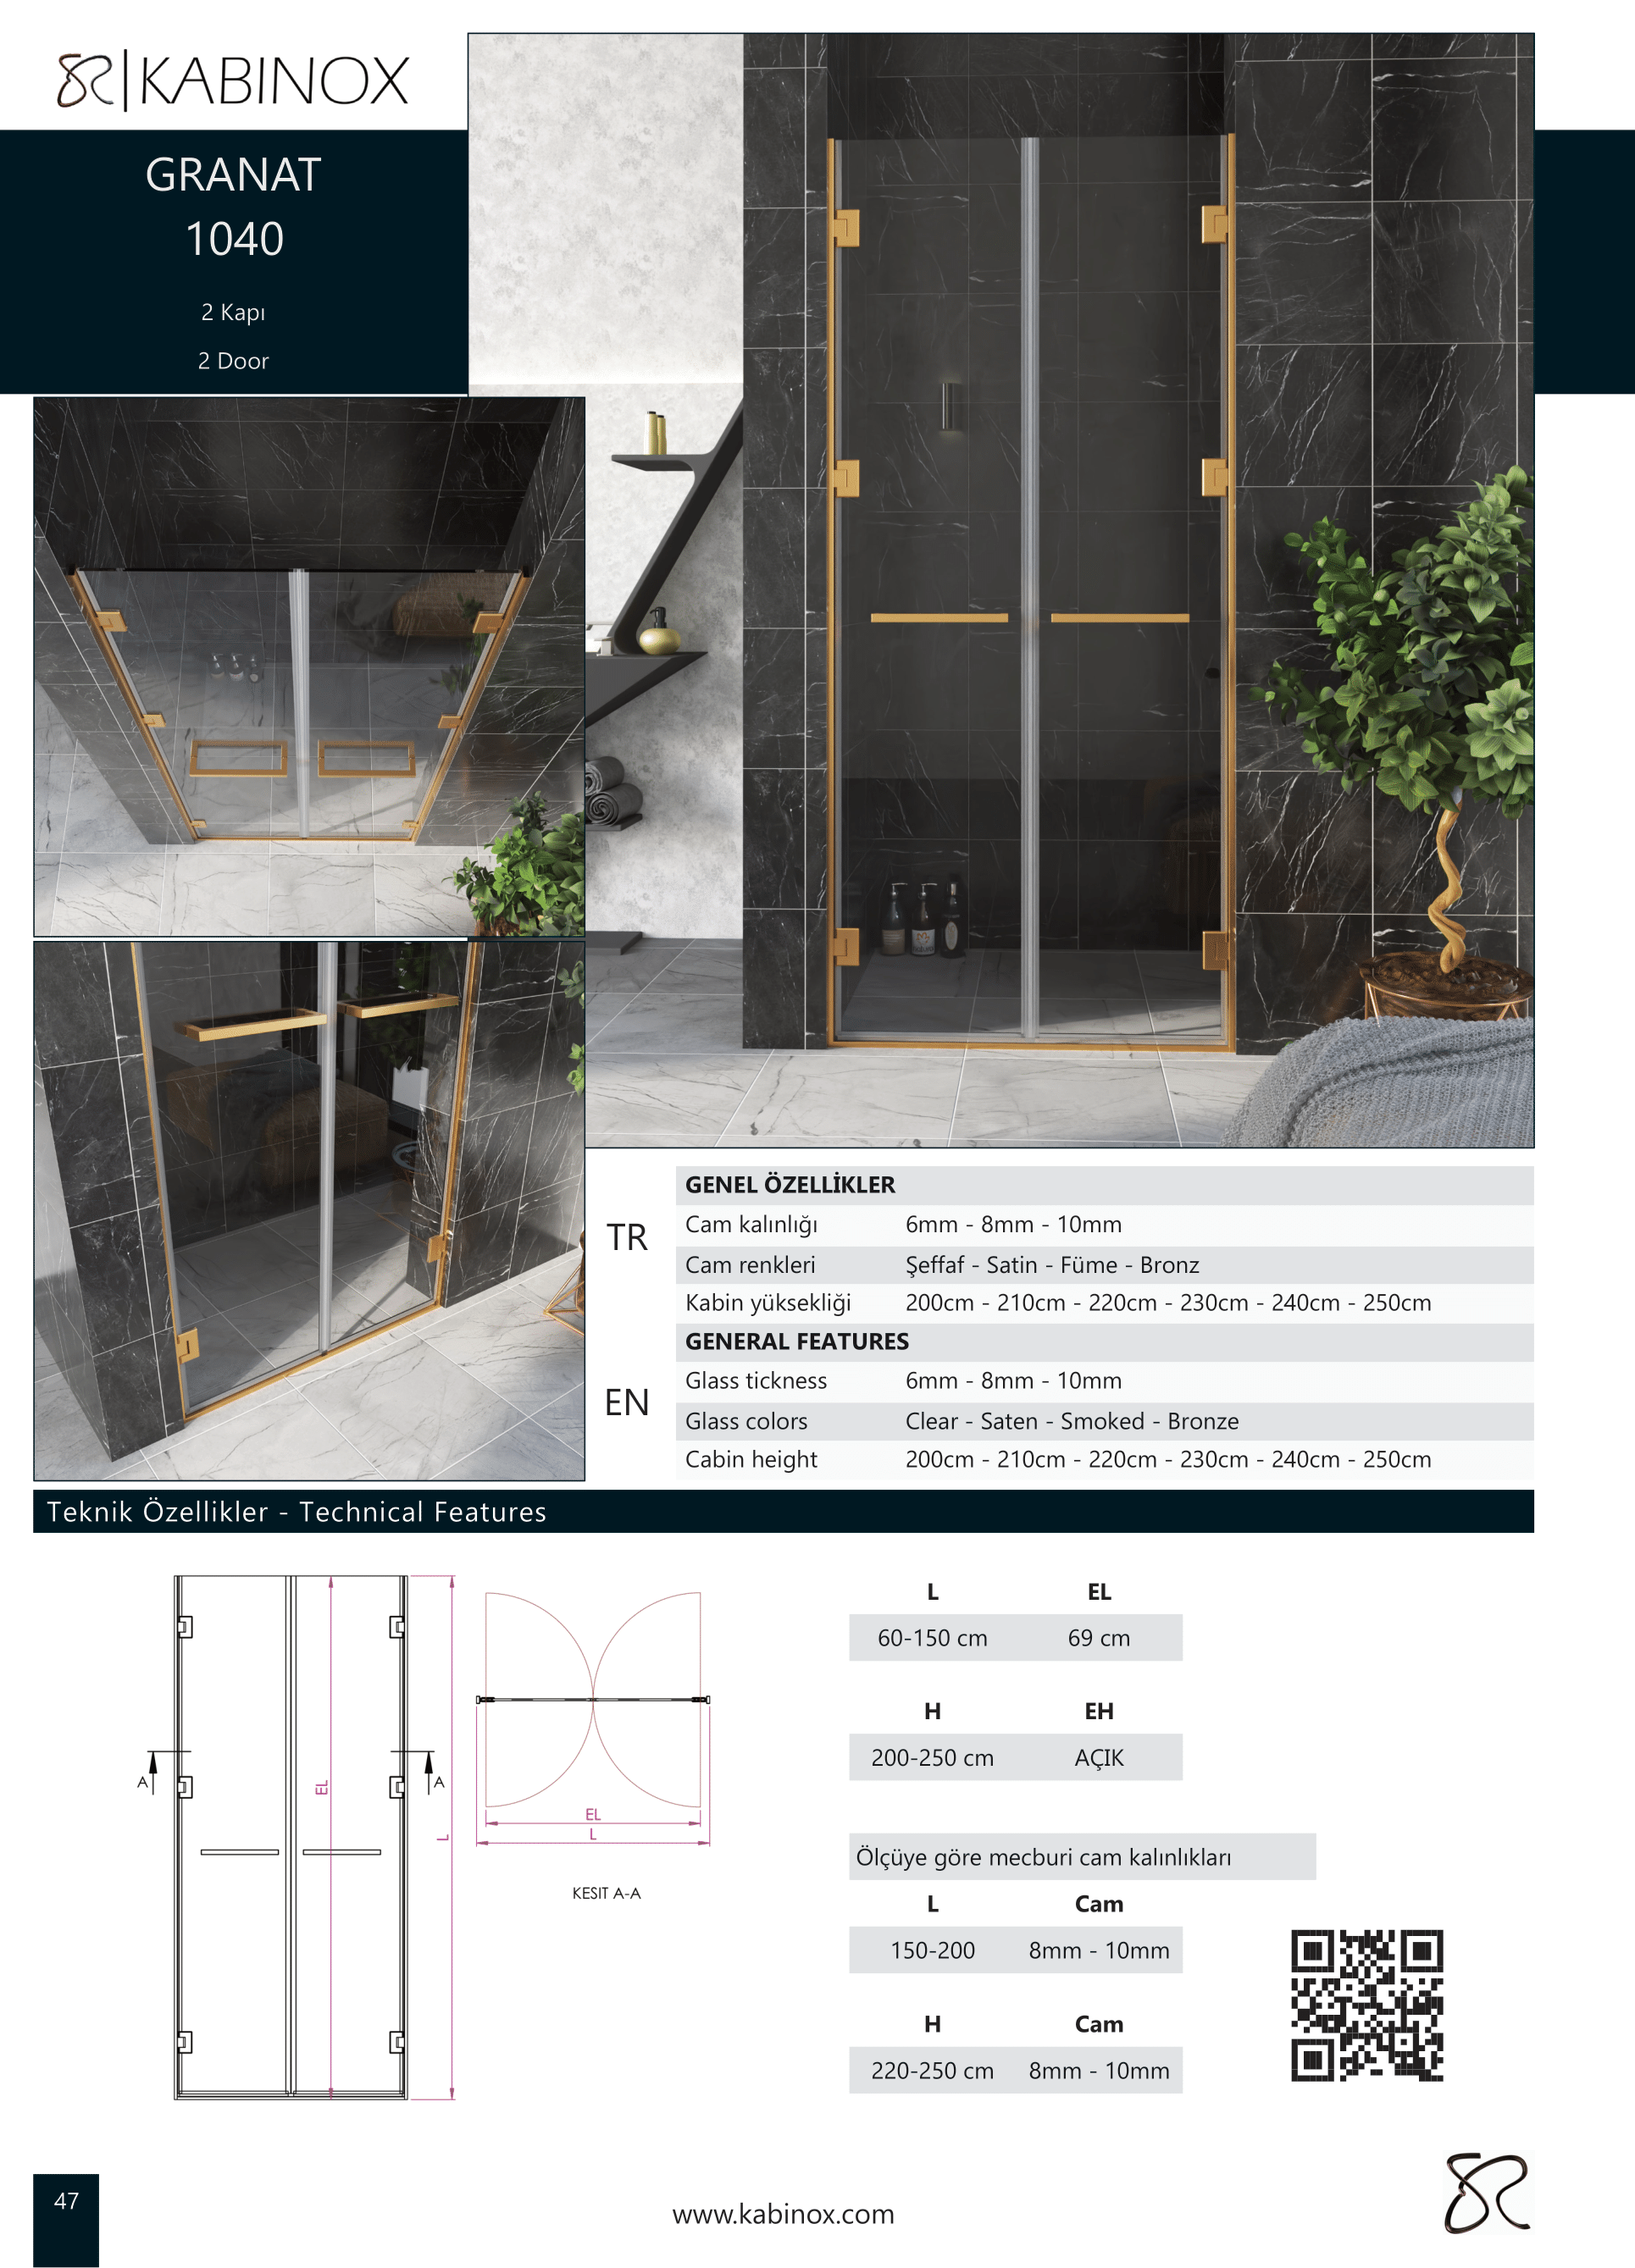 KABINOX
GRANAT
1040
2 Kapı
2 Door
TR
GENEL ÖZELLİKLER
Cam kalınlığı 6mm - 8mm - 10mm
Cam renkleri Şeffaf - Satin - Füme - Bronz
Kabin yüksekliği 200cm - 210cm - 220cm - 230cm - 240cm - 250cm
EN
GENERAL FEATURES
Glass tickness 6mm - 8mm - 10mm
Glass colors Clear - Saten - Smoked - Bronze
Cabin height 200cm - 210cm - 220cm - 230cm - 240cm - 250cm
Teknik Özellikler - Technical Features
A
A
EL
L
EL
L
KESIT A-A
L EL
60-150 cm 69 cm
H EH
200-250 cm AÇIK
Ölçüye göre mecburi cam kalınlıkları
L Cam
150-200 8mm - 10mm
H Cam
220-250 cm 8mm - 10mm
47
www.kabinox.com